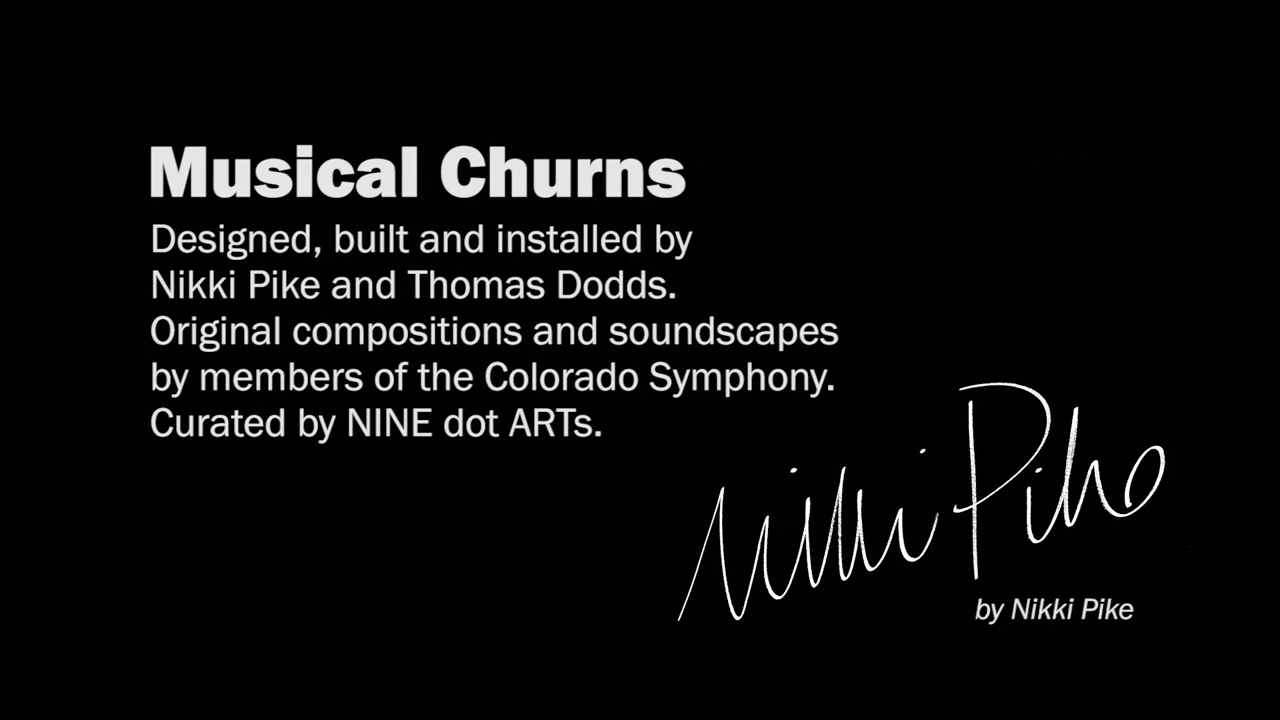 Musical Churns
Designed, built and installed by
Nikki Pike and Thomas Dodds.
Original compositions and soundscapes
by members of the Colorado Symphony.
Curated by NINE dot ARTs.
Nikki Pike
by Nikki Pike